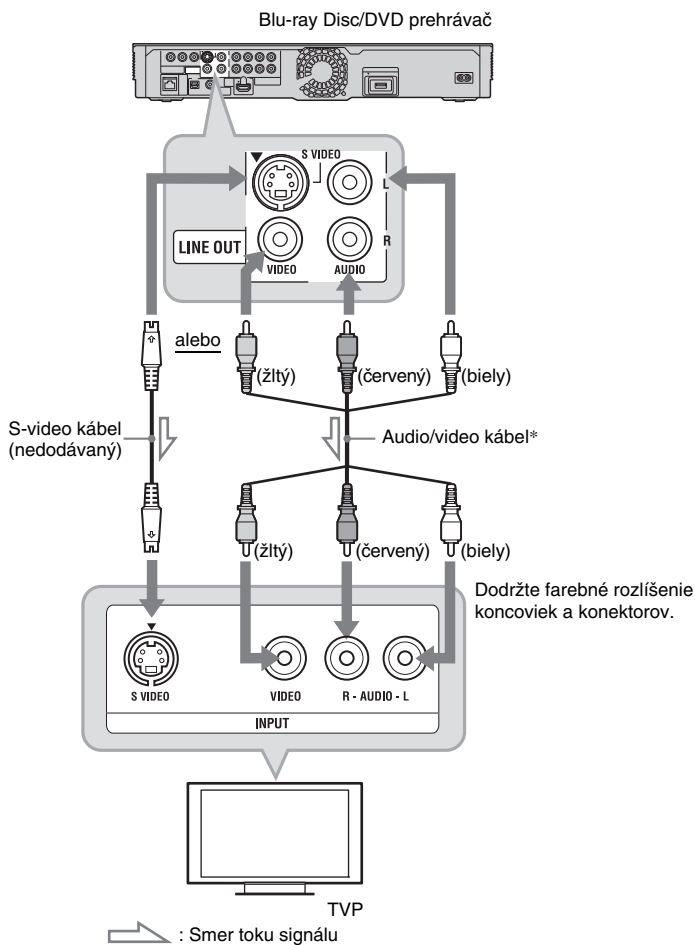 Blu-ray Disc/DVD prehrávač
S VIDEO
L
LINE OUT
R
VIDEO
AUDIO
alebo
(žltý)
(červený)
(biely)
S-video kábel
(nedodávaný)
Audio/video kábel*
(žltý)
(červený)
(biely)
Dodržte farebné rozlíšenie
koncoviek a konektorov.
S VIDEO
VIDEO
R - AUDIO - L
INPUT
TVP
: Smer toku signálu